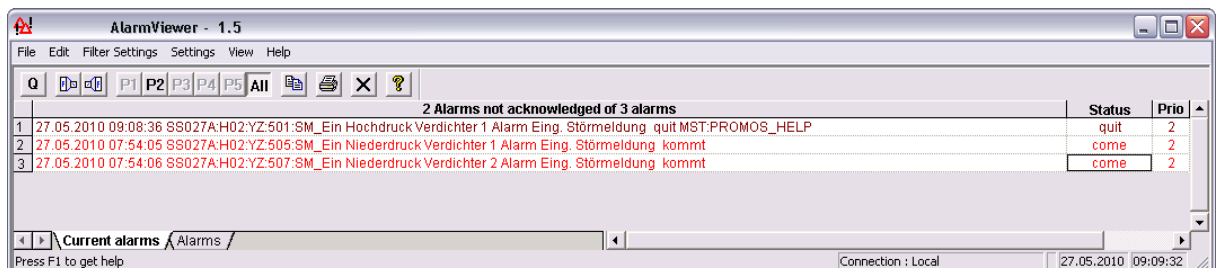 AlarmViewer - 1.5
File Edit Filter Settings Settings View Help
Q P1 P2 P3 P4 P5 All
2 Alarms not acknowledged of 3 alarms Status Prio
1 27.05.2010 09:08:36 SS027A:H02:YZ:501:SM_Ein Hochdruck Verdichter 1 Alarm Eing. Störmeldung quit MST:PROMOS_HELP quit 2
2 27.05.2010 07:54:05 SS027A:H02:YZ:505:SM_Ein Niederdruck Verdichter 1 Alarm Eing. Störmeldung kommt come 2
3 27.05.2010 07:54:06 SS027A:H02:YZ:507:SM_Ein Niederdruck Verdichter 2 Alarm Eing. Störmeldung kommt come 2
Current alarms Alarms
Press F1 to get help Connection : Local 27.05.2010 09:09:32